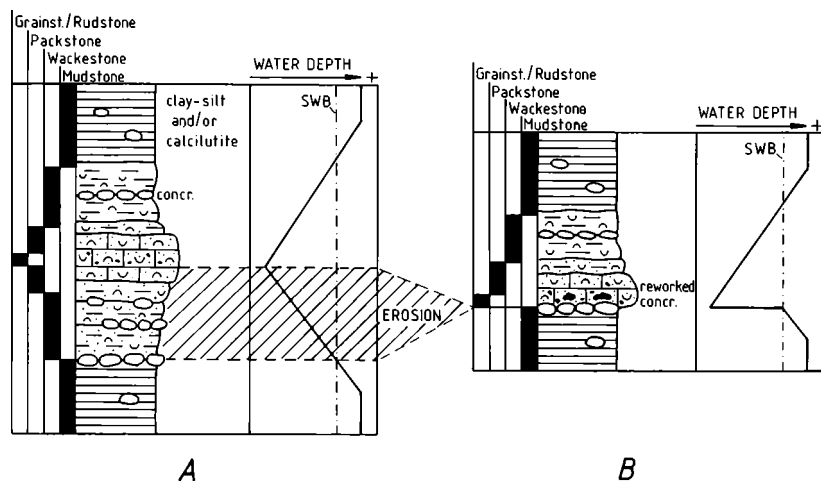 Grainst./Rudstone
Packstone
Wackestone
Mudstone
WATER DEPTH
+
clay-silt
and/or
calcilutite
SWB
concr.
EROSION
A
Grainst./Rudstone
Packstone
Wackestone
Mudstone
WATER DEPTH
+
SWB
reworked
concr.
B